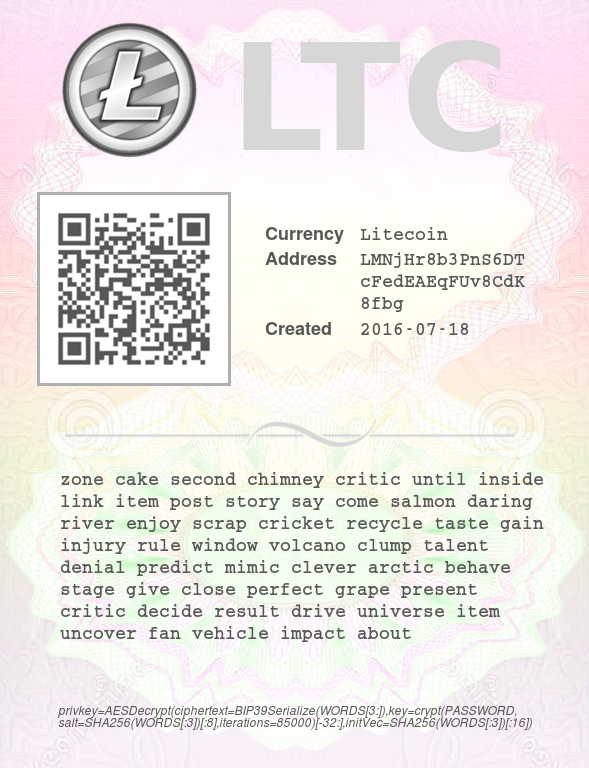 Ł LTC
Currency Litecoin
Address LMNjHr8b3PnS6DT
cFedEAEqFUv8CdK
8fbg
Created 2016-07-18
zone cake second chimney critic until inside
link item post story say come salmon daring
river enjoy scrap cricket recycle taste gain
injury rule window volcano clump talent
denial predict mimic clever arctic behave
stage give close perfect grape present
critic decide result drive universe item
uncover fan vehicle impact about
privkey=AESDecrypt(ciphertext=BIP39Serialize(WORDS[3:]),key=crypt(PASSWORD,
salt=SHA256(WORDS[:3])[:8],iterations=85000)[-32:],initVec=SHA256(WORDS[:3])[:16])